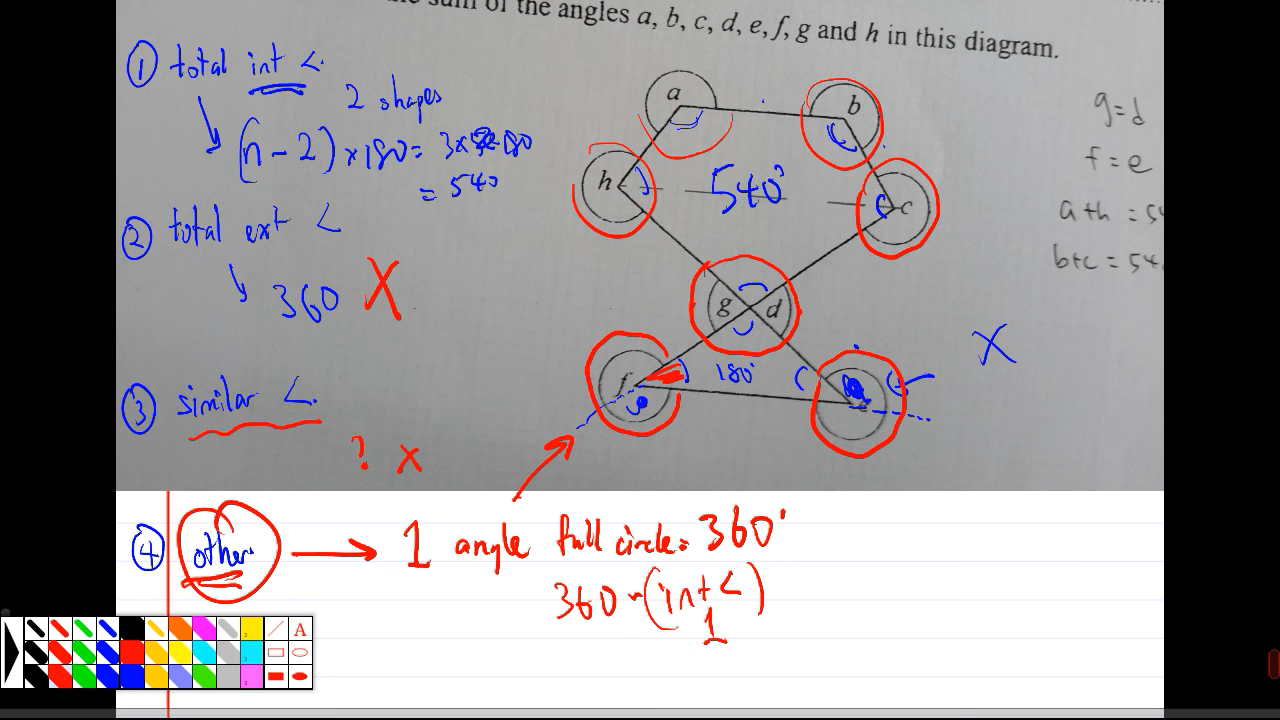 sum of the angles a, b, c, d, e, f, g and h in this diagram.
① total int <.
2 shapes
(n-2)×180= 3×180
= 540
② total ext <
360 X
③ similar <.
? x
a
b
h
540°
c
g d
f
180°
g=d
f=e
a+h = 54
b+c = 54
X
④ other
1 angle full circle= 360°
360-(int <)
1
A